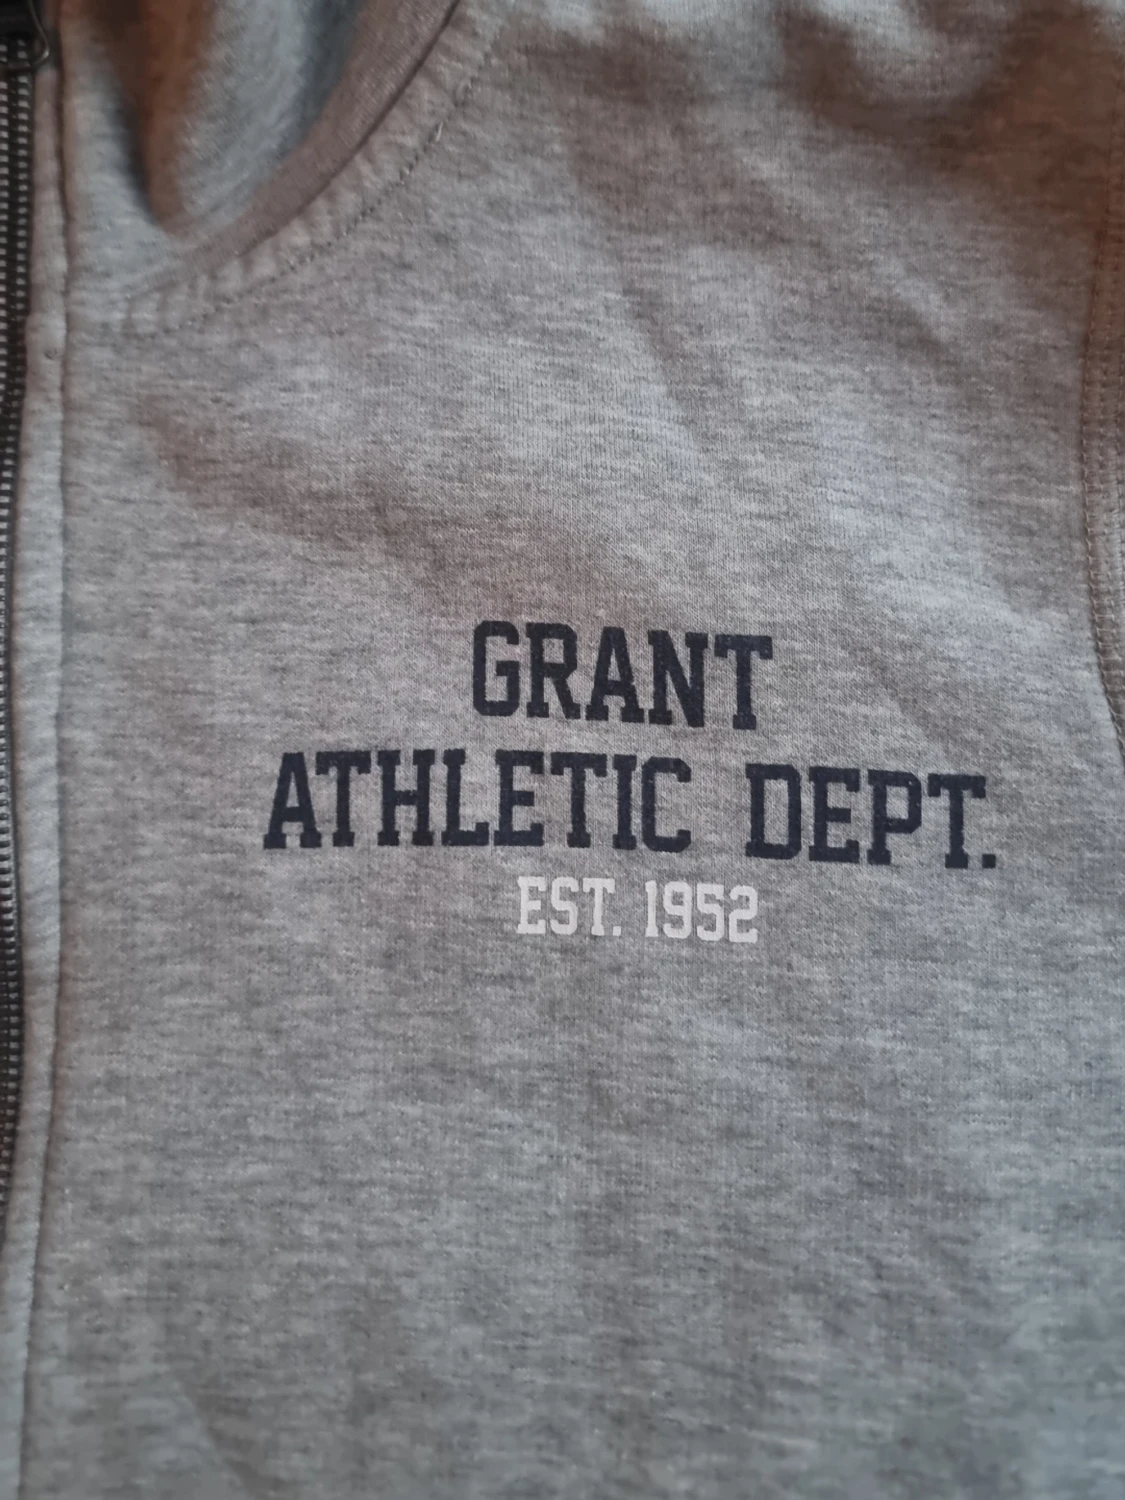 GRANT
ATHLETIC DEPT.
EST. 1952